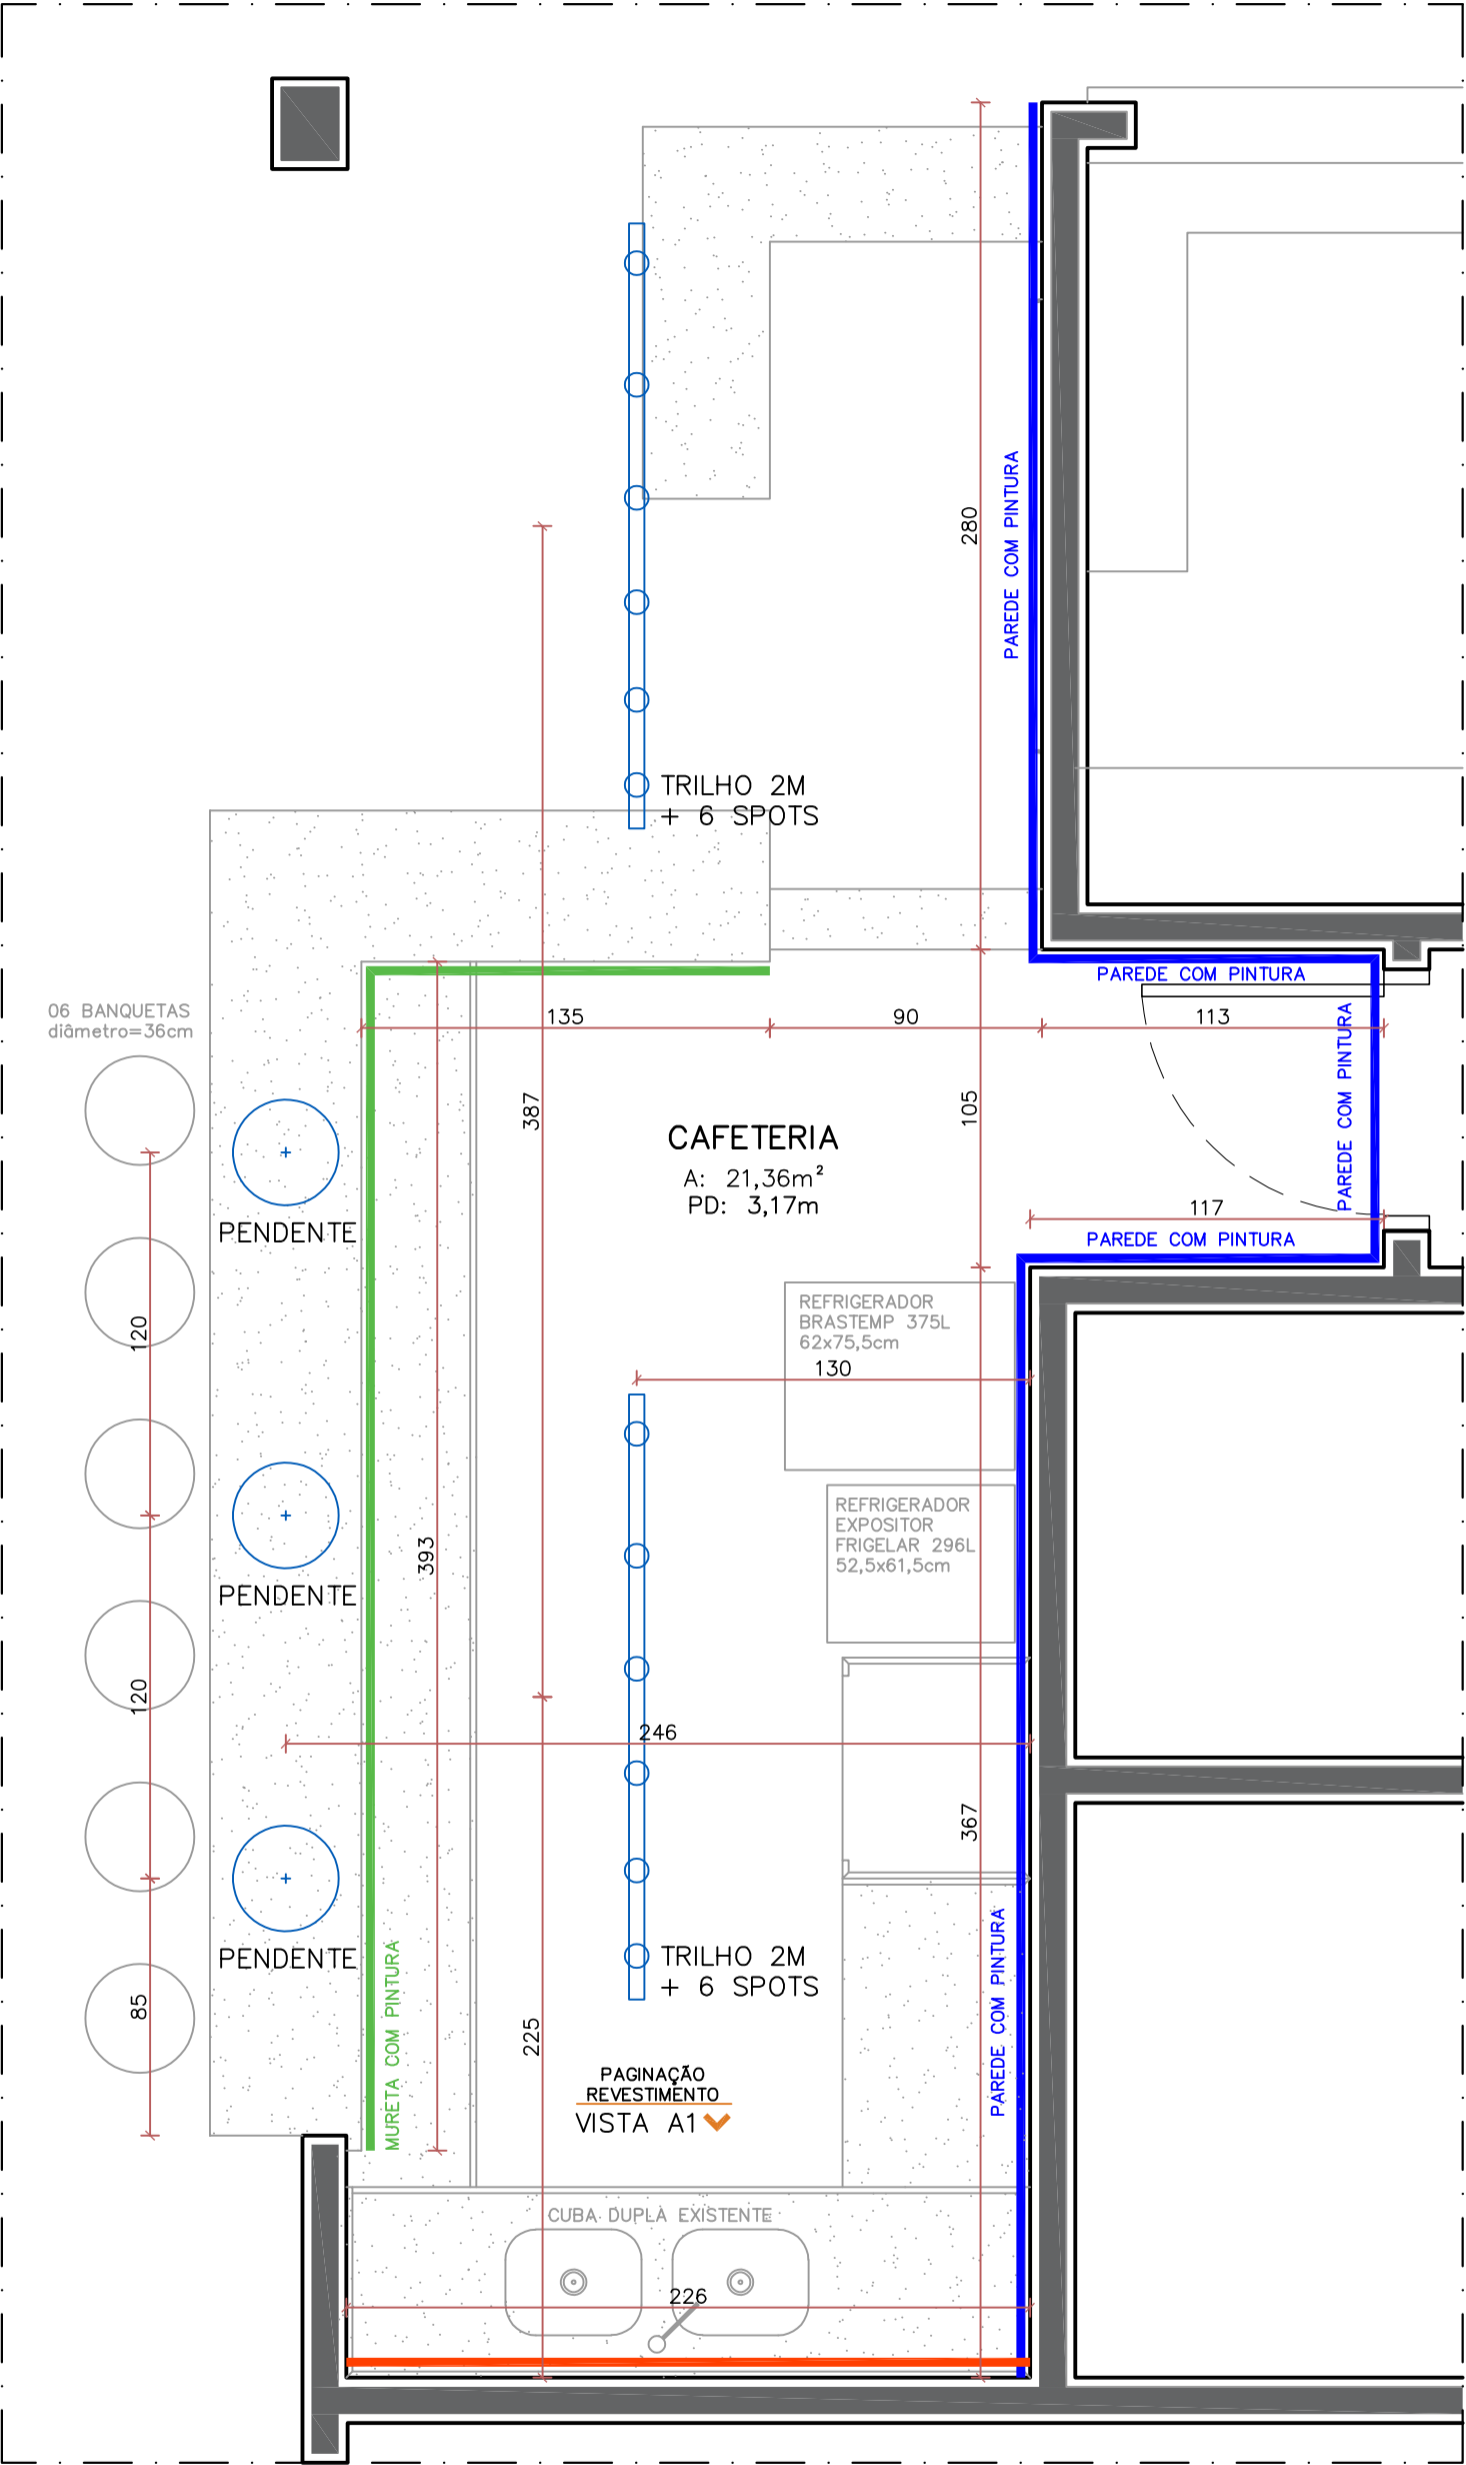 280
PAREDE COM PINTURA
TRILHO 2M
+ 6 SPOTS
PAREDE COM PINTURA
06 BANQUETAS
diâmetro=36cm
135
90
113
PAREDE COM PINTURA
387
105
CAFETERIA
A: 21,36m²
PD: 3,17m
117
PENDENTE
PAREDE COM PINTURA
REFRIGERADOR
BRASTEMP 375L
62x75,5cm
120
130
REFRIGERADOR
EXPOSITOR
FRIGELAR 296L
52,5x61,5cm
393
PENDENTE
120
246
367
PENDENTE
TRILHO 2M
+ 6 SPOTS
85
MURETA COM PINTURA
225
PAREDE COM PINTURA
PAGINAÇÃO
REVESTIMENTO
VISTA A1
CUBA DUPLA EXISTENTE
226